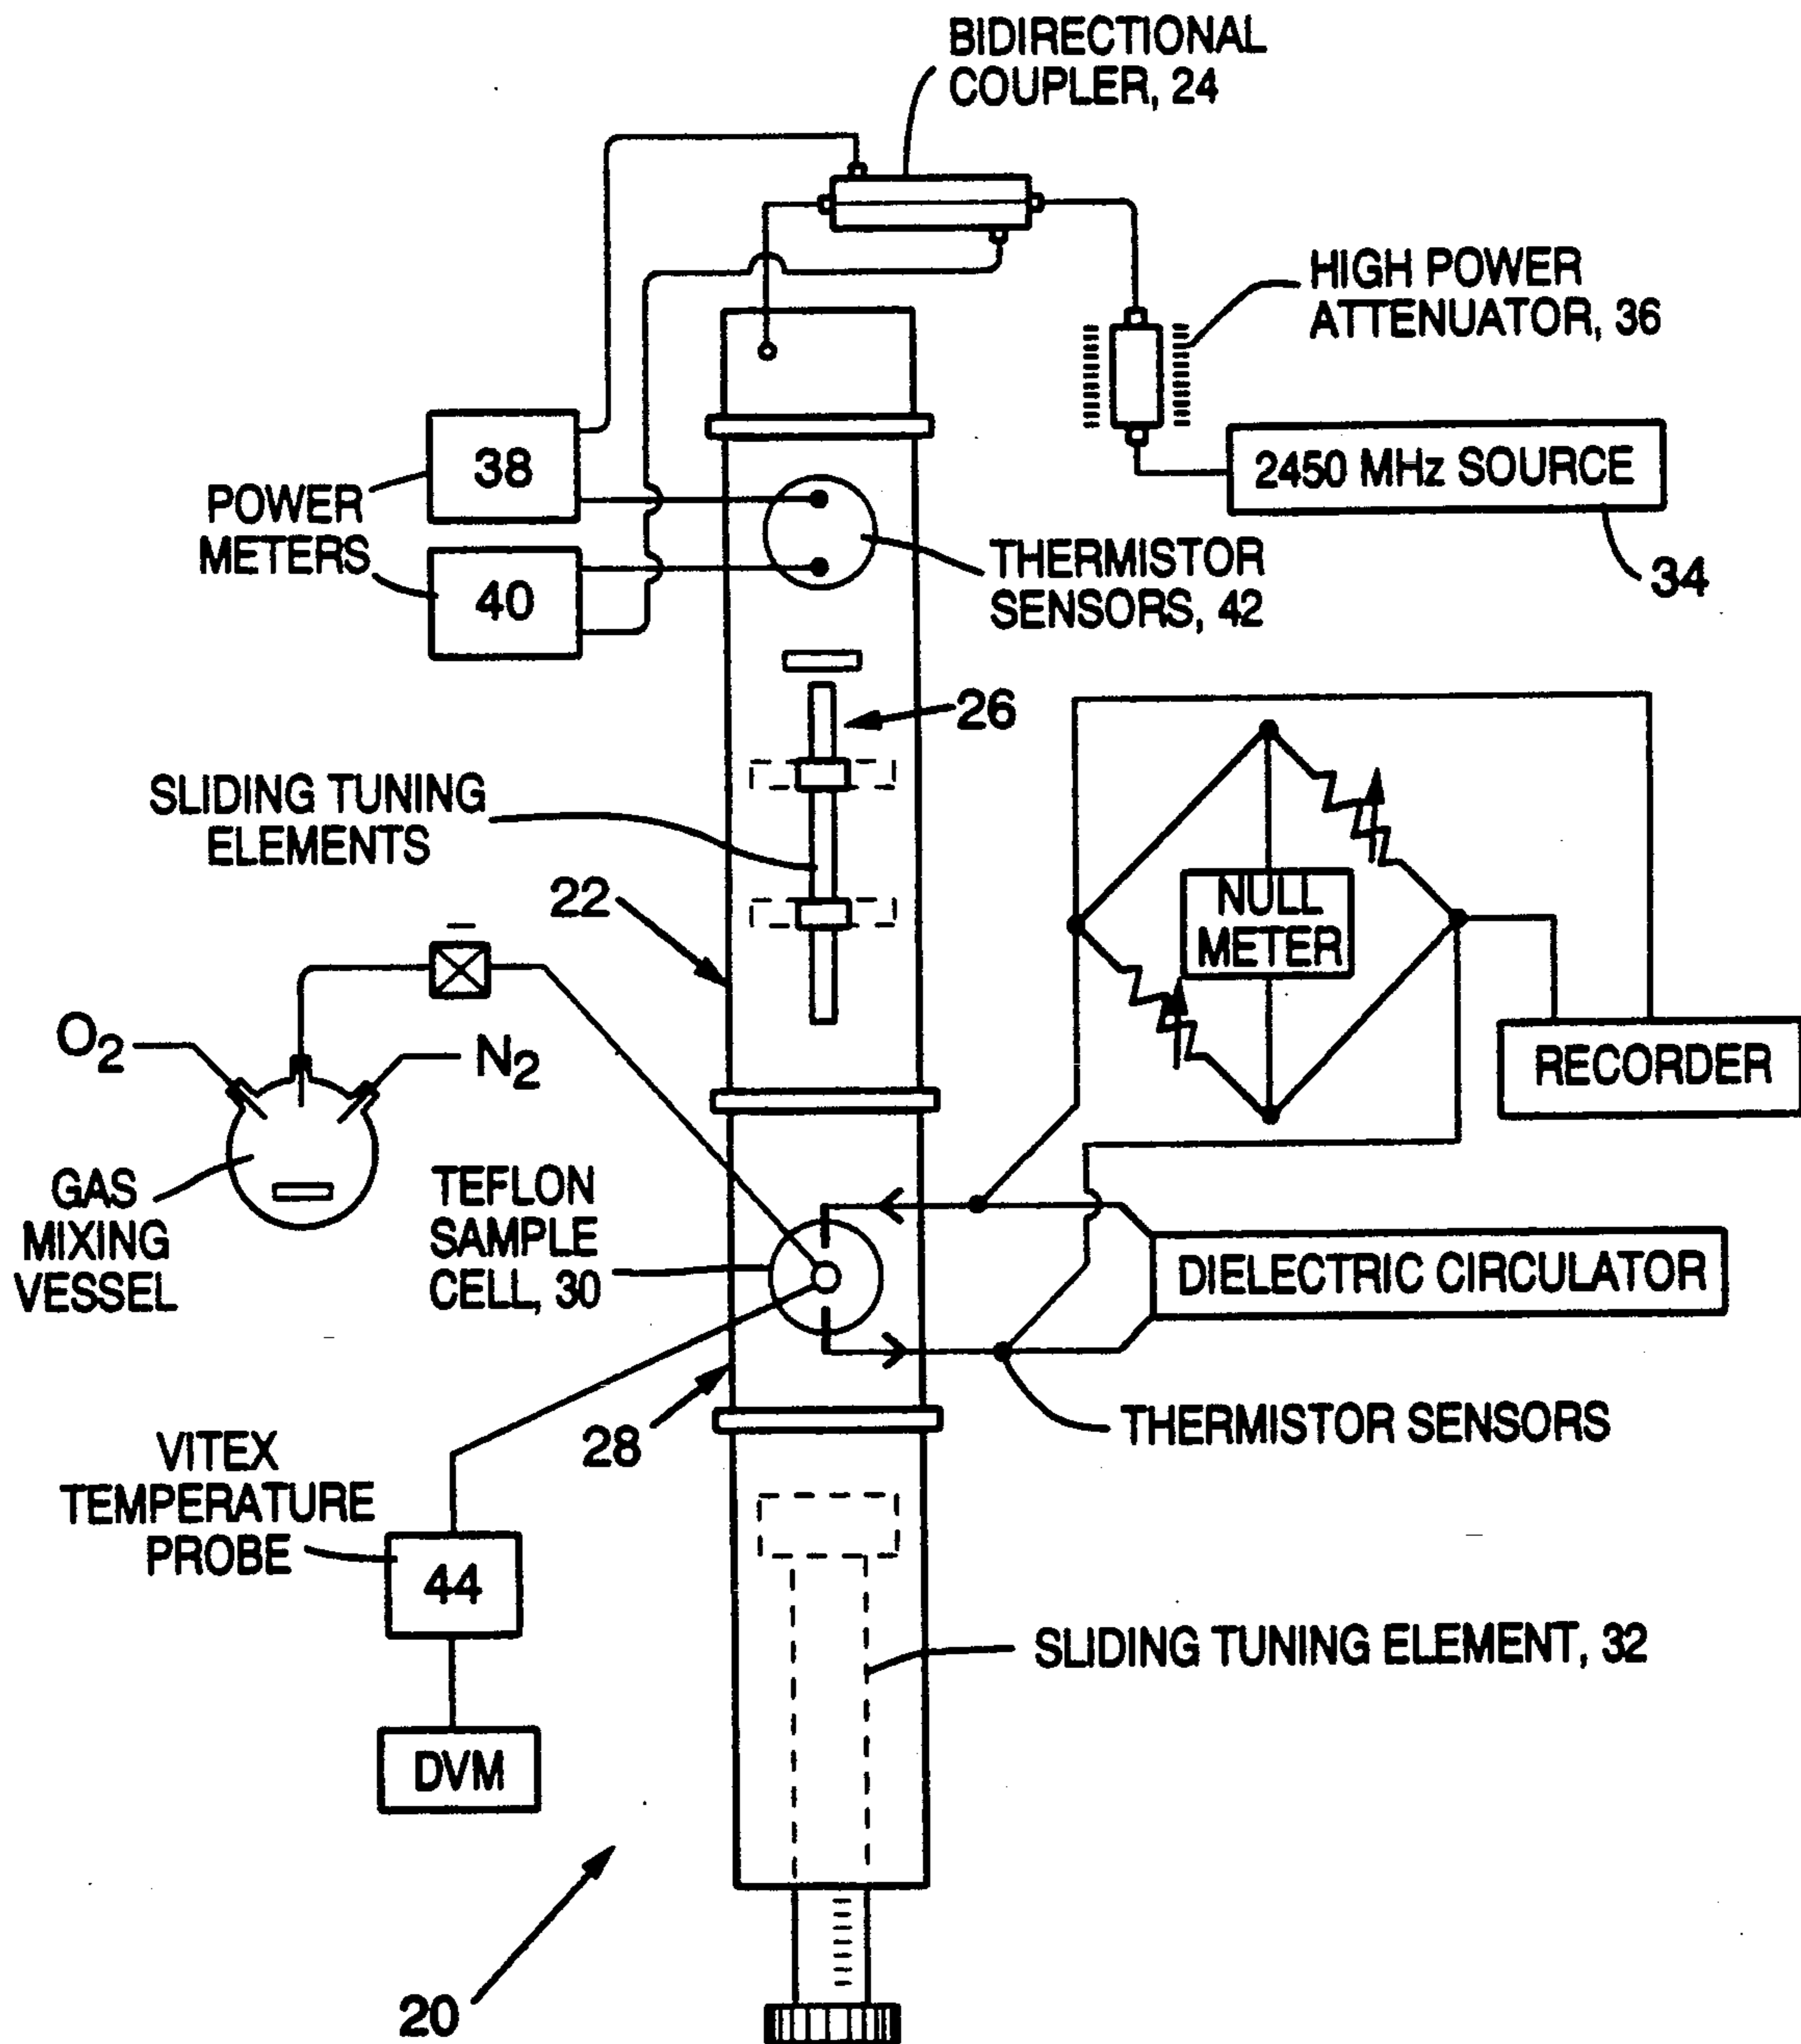 BIDIRECTIONAL
COUPLER, 24
HIGH POWER
ATTENUATOR, 36
2450 MHz SOURCE
34
38
POWER
METERS
40
THERMISTOR
SENSORS, 42
26
SLIDING TUNING
ELEMENTS
22
NULL
METER
RECORDER
O2
N2
GAS
MIXING
VESSEL
TEFLON
SAMPLE
CELL, 30
DIELECTRIC CIRCULATOR
28
THERMISTOR SENSORS
VITEX
TEMPERATURE
PROBE
44
SLIDING TUNING ELEMENT, 32
DVM
20